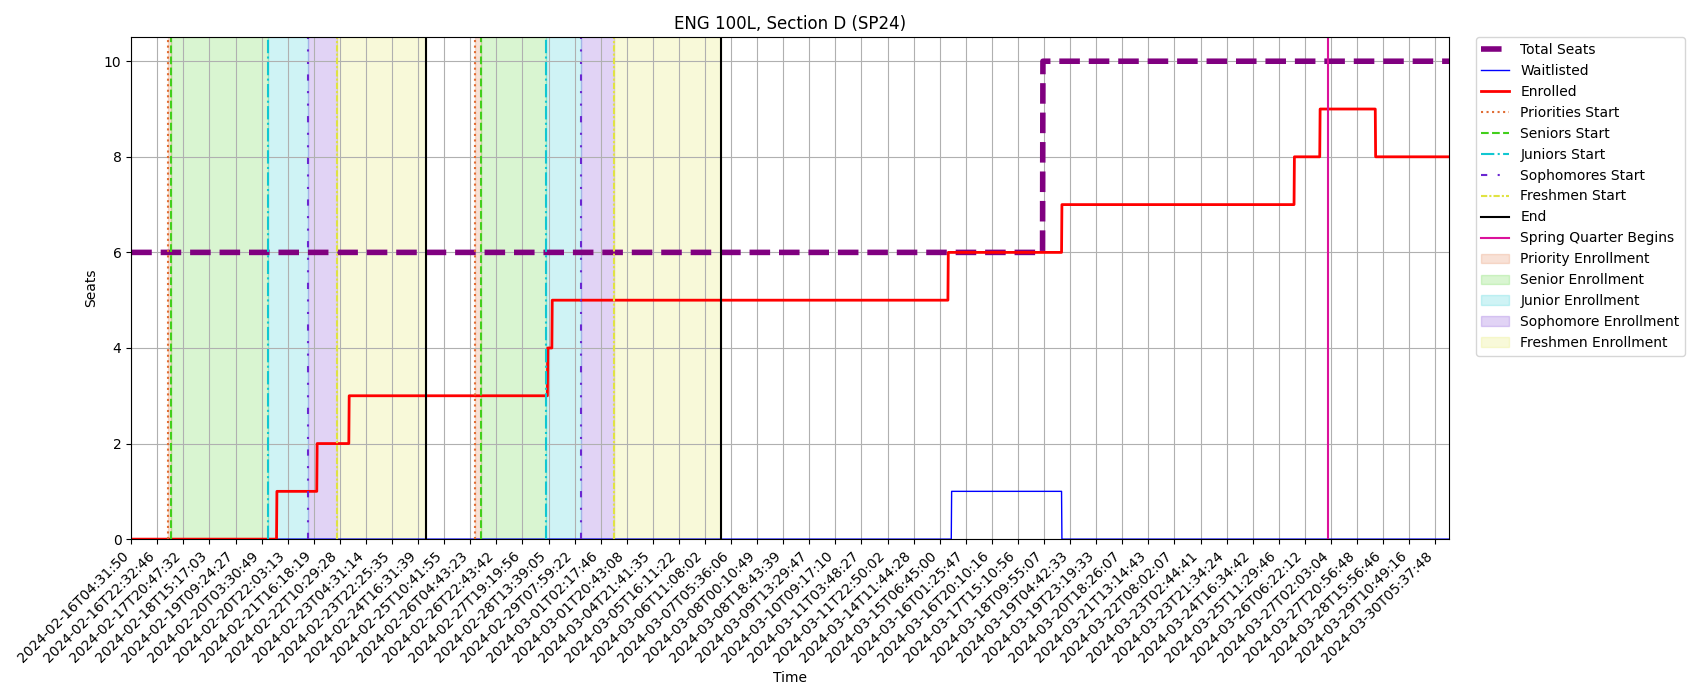 ENG 100L, Section D (SP24)
10
8
6
4
2
0
Seats
2024-02-16T04:31:50
2024-02-16T22:32:46
2024-02-17T20:47:32
2024-02-18T15:17:03
2024-02-19T09:24:27
2024-02-20T03:30:49
2024-02-20T22:03:13
2024-02-21T16:18:19
2024-02-22T10:29:28
2024-02-23T04:31:14
2024-02-23T22:25:35
2024-02-24T16:31:39
2024-02-25T10:41:55
2024-02-26T04:43:23
2024-02-26T22:43:42
2024-02-27T19:19:56
2024-02-28T13:39:05
2024-02-29T07:59:22
2024-03-01T02:17:46
2024-03-01T20:43:08
2024-03-04T21:41:35
2024-03-05T16:11:22
2024-03-06T11:08:02
2024-03-07T05:36:06
2024-03-08T00:10:49
2024-03-08T18:43:39
2024-03-09T13:29:47
2024-03-10T09:17:10
2024-03-11T03:48:27
2024-03-11T22:50:02
2024-03-14T11:44:28
2024-03-15T06:45:00
2024-03-16T01:25:47
2024-03-16T20:10:16
2024-03-17T15:10:56
2024-03-18T09:55:07
2024-03-19T04:42:33
2024-03-19T23:19:33
2024-03-20T18:26:07
2024-03-21T13:14:43
2024-03-22T08:02:07
2024-03-23T02:44:41
2024-03-23T21:34:24
2024-03-24T16:34:42
2024-03-25T11:29:46
2024-03-26T06:22:12
2024-03-27T02:03:04
2024-03-27T20:56:48
2024-03-28T15:56:46
2024-03-29T10:49:16
2024-03-30T05:37:48
Time
Total Seats
Waitlisted
Enrolled
Priorities Start
Seniors Start
Juniors Start
Sophomores Start
Freshmen Start
End
Spring Quarter Begins
Priority Enrollment
Senior Enrollment
Junior Enrollment
Sophomore Enrollment
Freshmen Enrollment